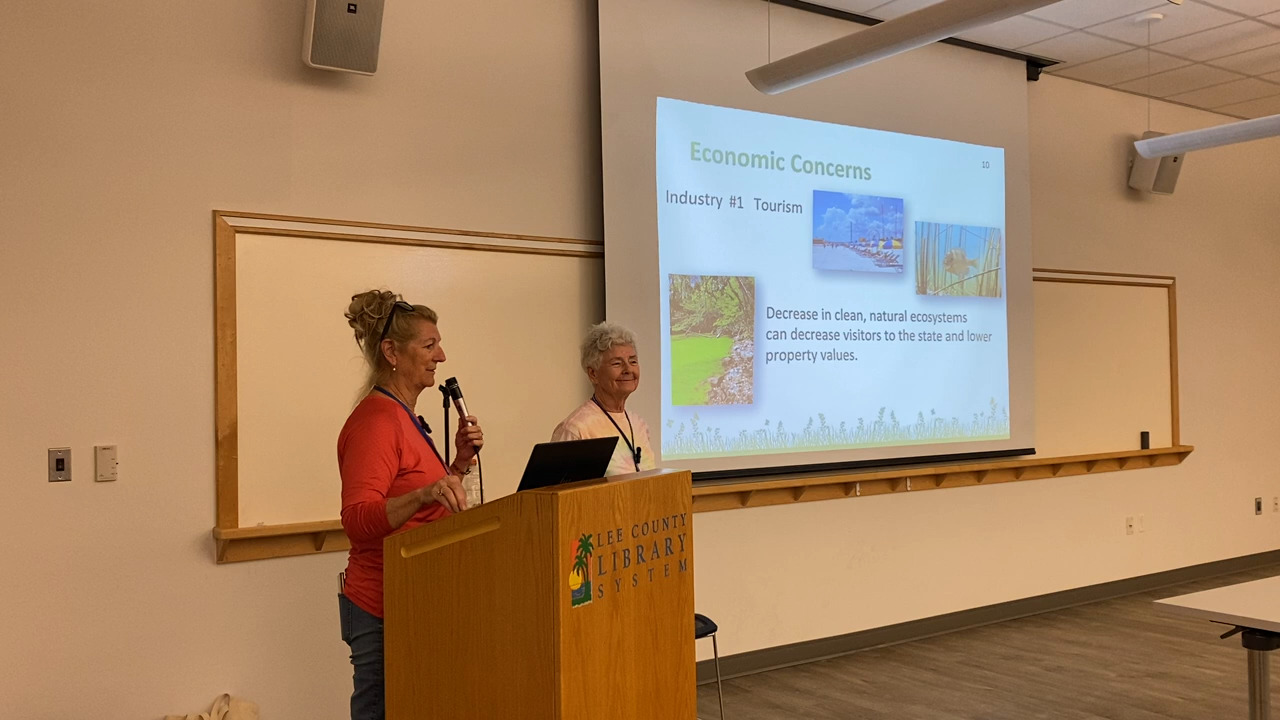 JBL
Economic Concerns
10
Industry #1 Tourism
Decrease in clean, natural ecosystems
can decrease visitors to the state and lower
property values.
LEE COUNTY
LIBRARY
SYSTEM